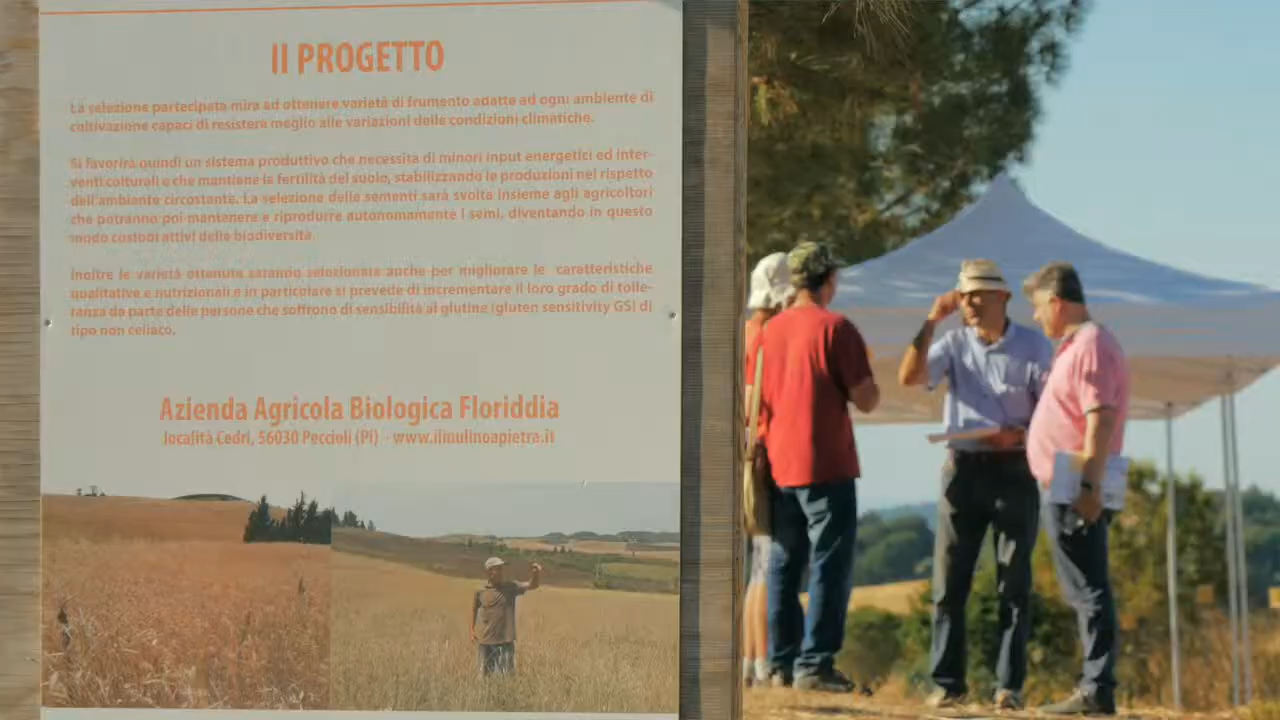 Il PROGETTO
La selezione partecipata mira ad ottenere varietà di frumento adatte ad ogni ambiente di
coltivazione capaci di resistere meglio alle variazioni delle condizioni climatiche.
Si favorirà quindi un sistema produttivo che necessita di minori input energetici ed inter-
venti colturali e che mantiene la fertilità del suolo, stabilizzando le produzioni nel rispetto
dell'ambiente circostante. La selezione delle sementi sarà svolta insieme agli agricoltori
che potranno poi mantenere e riprodurre autonomamente i semi, diventando in questo
modo custodi attivi della biodiversità.
Inoltre le varietà ottenute saranno selezionate anche per migliorare le caratteristiche
qualitative e nutrizionali e in particolare si prevede di incrementare il loro grado di tolle-
ranza da parte delle persone che soffrono di sensibilità al glutine (gluten sensitivity GS) di
tipo non celiaco.
Azienda Agricola Biologica Floriddia
località Cedri, 56030 Peccioli (Pi) - www.ilmulinoapietra.it